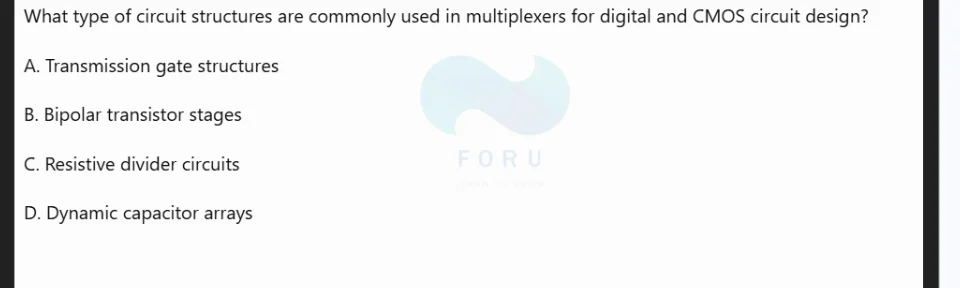 What type of circuit structures are commonly used in multiplexers for digital and CMOS circuit design?
A. Transmission gate structures
B. Bipolar transistor stages
C. Resistive divider circuits
D. Dynamic capacitor arrays
FORU